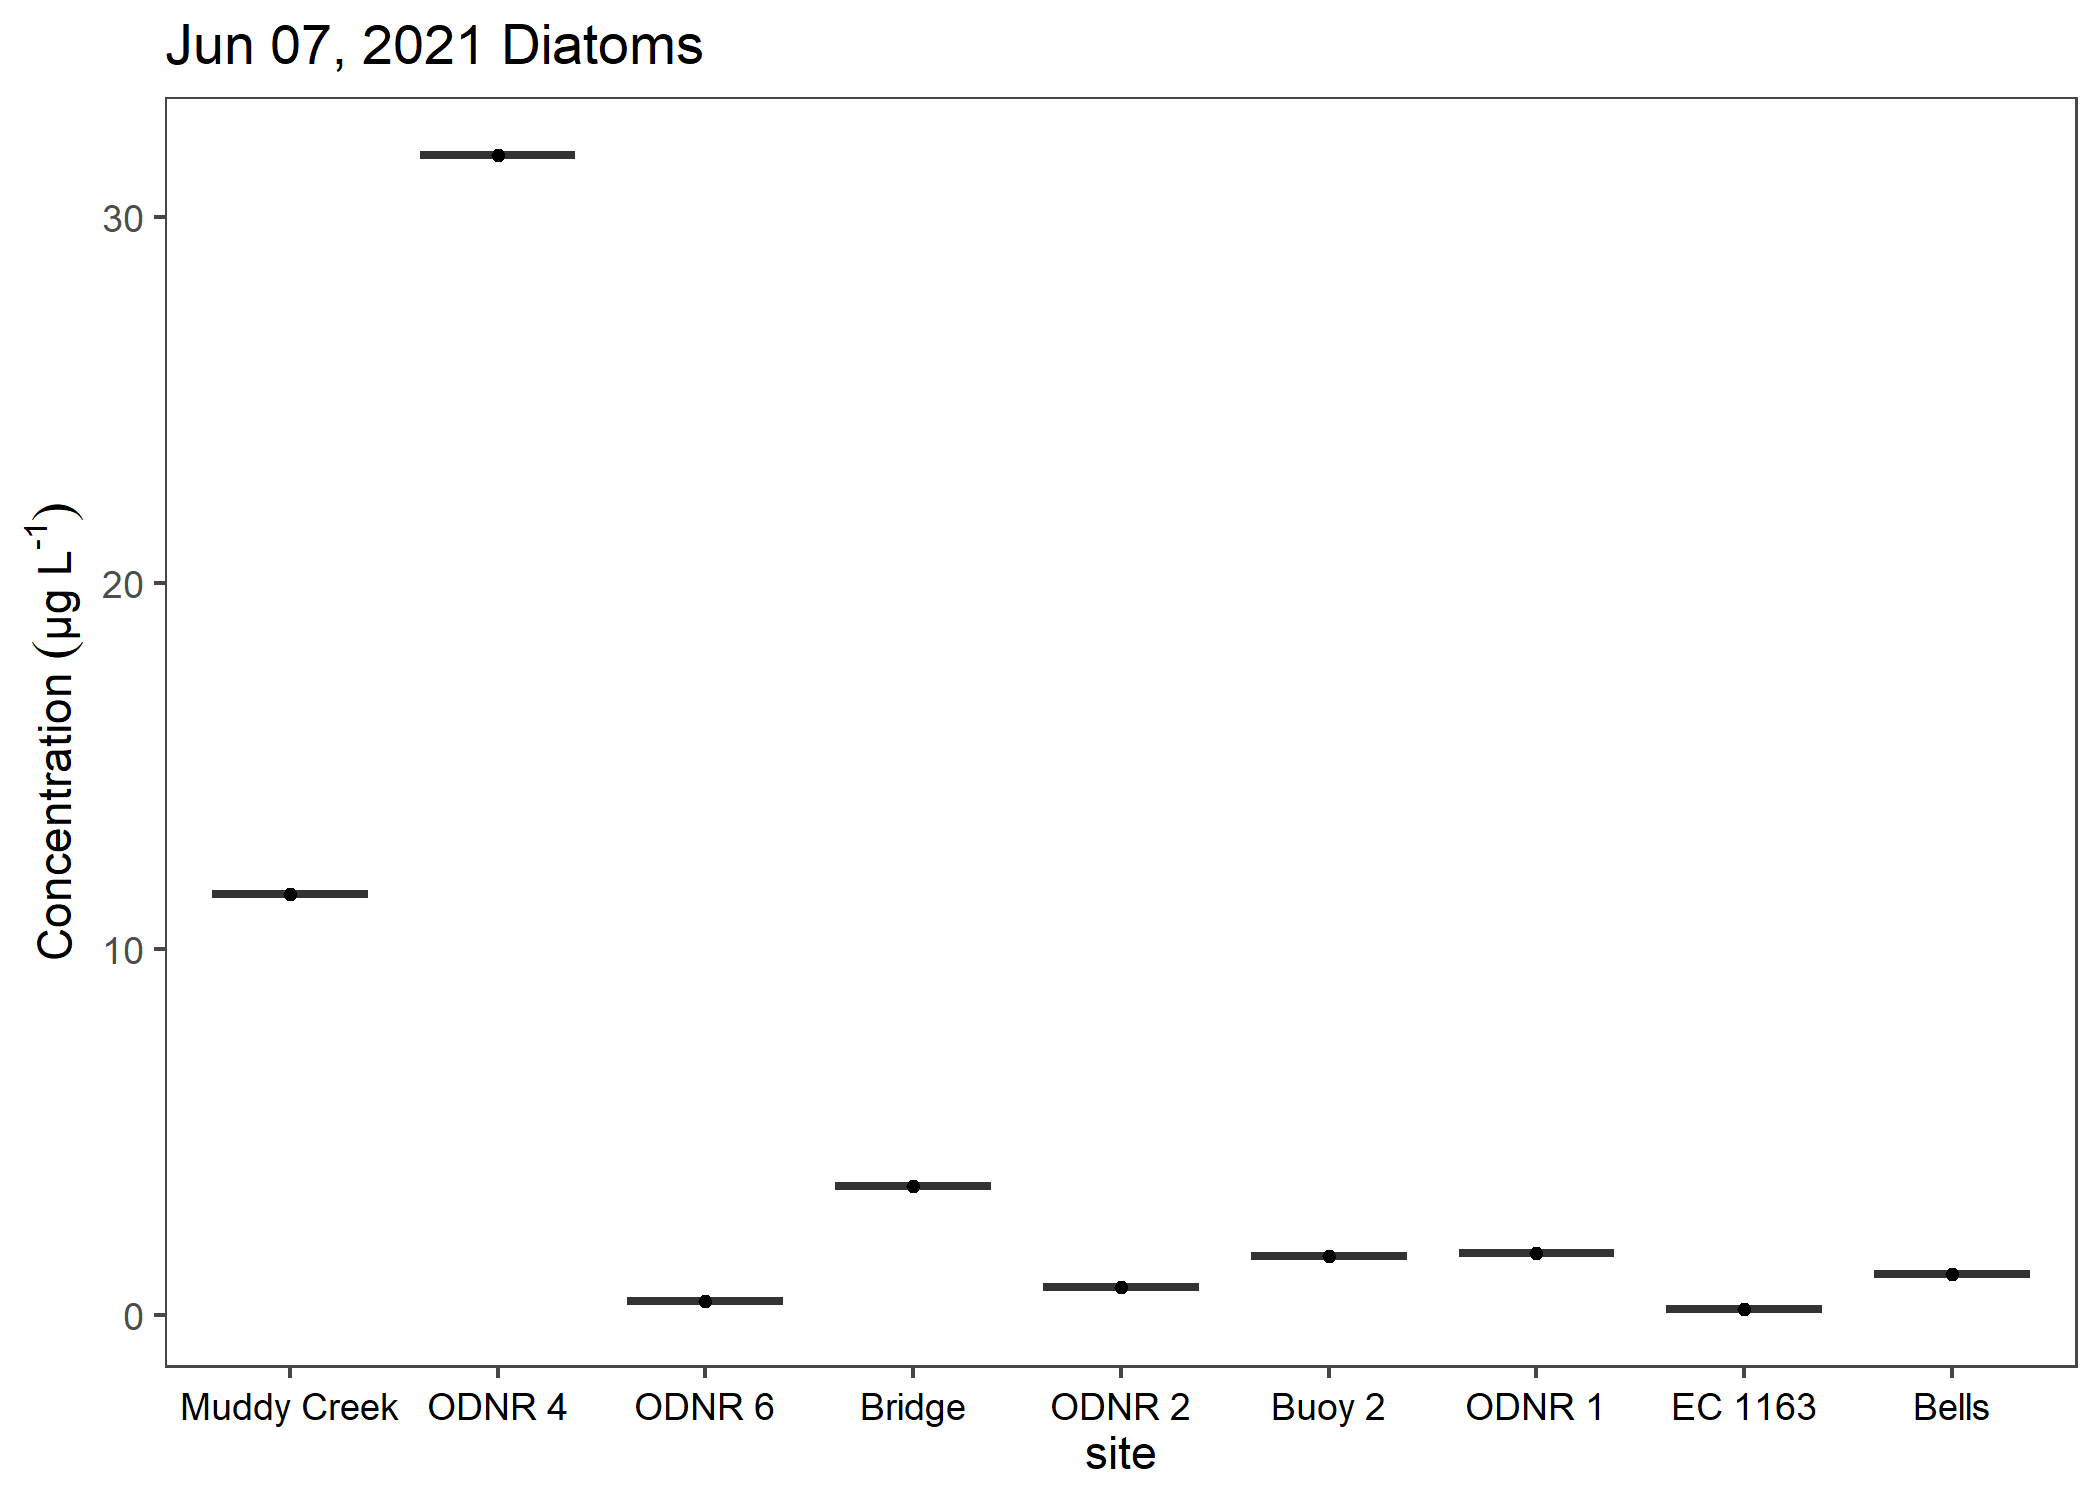 Jun 07, 2021 Diatoms
Concentration (µg L-1)
30
20
10
0
Muddy Creek ODNR 4 ODNR 6 Bridge ODNR 2 Buoy 2 ODNR 1 EC 1163 Bells
site